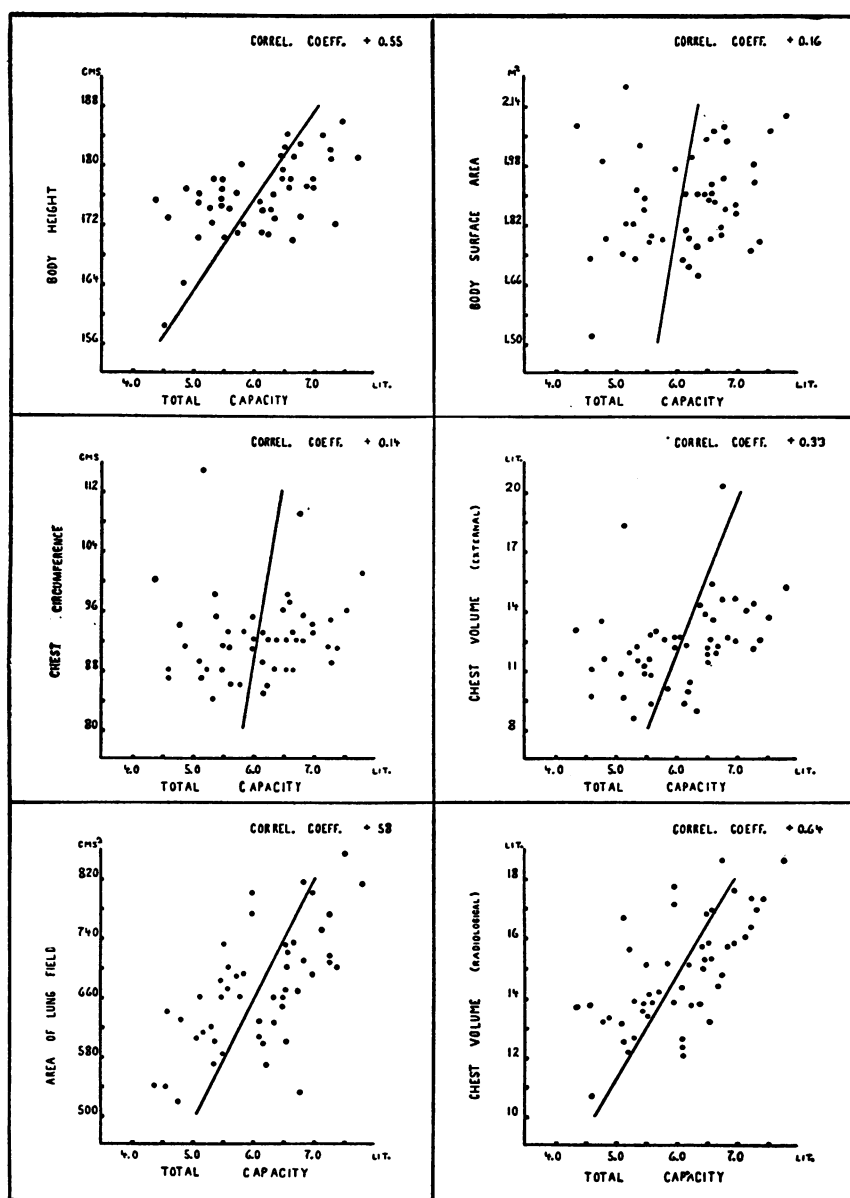 CORREL. COEFF. + 0.55
CMS
188
180
172
164
156
BODY HEIGHT
4.0 5.0 6.0 7.0 LIT.
TOTAL CAPACITY
CORREL. COEFF. + 0.16
M²
2.14
1.98
1.82
1.66
1.50
BODY SURFACE AREA
4.0 5.0 6.0 7.0 LIT.
TOTAL CAPACITY
CORREL. COEFF. + 0.14
CMS
112
104
96
88
80
CHEST CIRCUMFERENCE
4.0 5.0 6.0 7.0 LIT.
TOTAL CAPACITY
CORREL. COEFF. + 0.33
LIT.
20
17
14
11
8
CHEST VOLUME (EXTERNAL)
4.0 5.0 6.0 7.0 LIT.
TOTAL CAPACITY
CORREL. COEFF. + 58
CMS²
820
740
660
580
500
AREA OF LUNG FIELD
4.0 5.0 6.0 7.0 LIT.
TOTAL CAPACITY
CORREL. COEFF. + 0.64
LIT.
18
16
14
12
10
CHEST VOLUME (RADIOLOGICAL)
4.0 5.0 6.0 7.0 LIT.
TOTAL CAPACITY